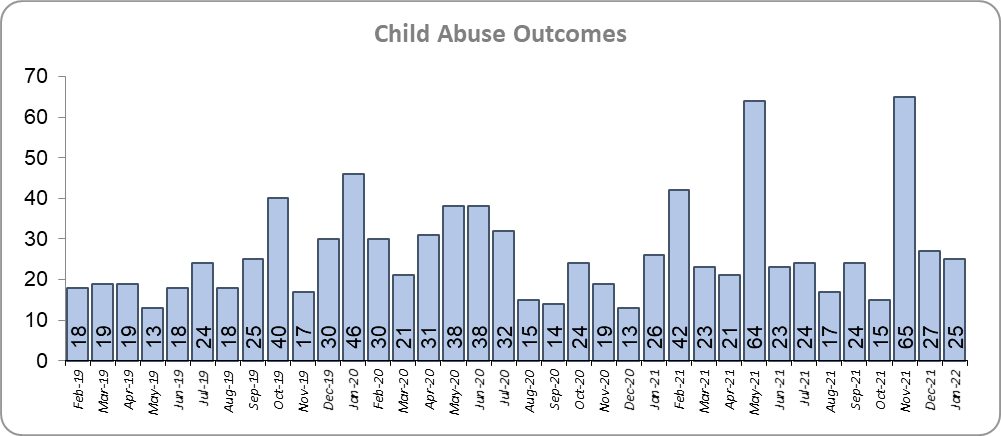 Child Abuse Outcomes
70
60
50
40
30
20
10
0
18 19 19 13 18 24 18 25 40 17 30 46 30 21 31 38 38 32 15 14 24 19 13 26 42 23 21 64 23 24 17 24 15 65 27 25
Feb-19 Mar-19 Apr-19 May-19 Jun-19 Jul-19 Aug-19 Sep-19 Oct-19 Nov-19 Dec-19 Jan-20 Feb-20 Mar-20 Apr-20 May-20 Jun-20 Jul-20 Aug-20 Sep-20 Oct-20 Nov-20 Dec-20 Jan-21 Feb-21 Mar-21 Apr-21 May-21 Jun-21 Jul-21 Aug-21 Sep-21 Oct-21 Nov-21 Dec-21 Jan-22